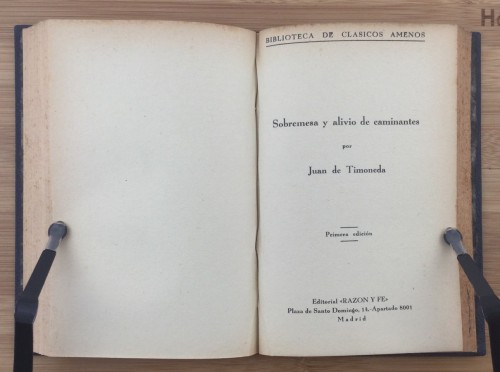 BIBLIOTECA DE CLASICOS AMENOS
Sobremesa y alivio de caminantes
por
Juan de Timoneda
Primera edición
Editorial «RAZON Y FE»
Plaza de Santo Domingo, 14.-Apartado 8001
Madrid